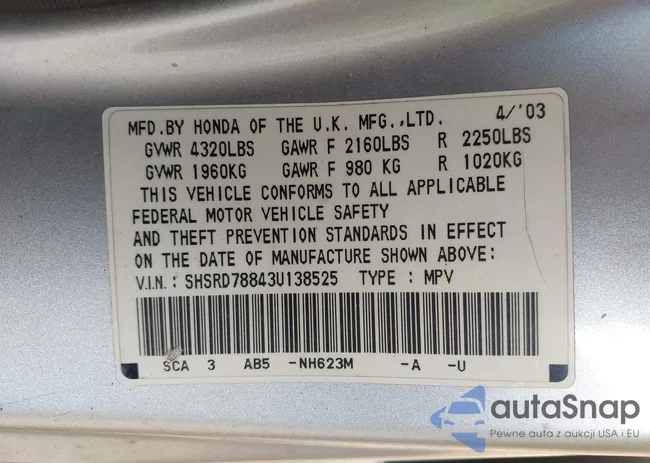 MFD.BY HONDA OF THE U.K. MFG.,LTD. 4/'03
GVWR 4320LBS GAWR F 2160LBS R 2250LBS
GVWR 1960KG GAWR F 980 KG R 1020KG
THIS VEHICLE CONFORMS TO ALL APPLICABLE
FEDERAL MOTOR VEHICLE SAFETY
AND THEFT PREVENTION STANDARDS IN EFFECT
ON THE DATE OF MANUFACTURE SHOWN ABOVE:
V.I.N.: SHSRD78843U138525 TYPE : MPV
SCA 3 AB5 -NH623M -A -U
autaSnap
Pewne auta z aukcji USA i EU